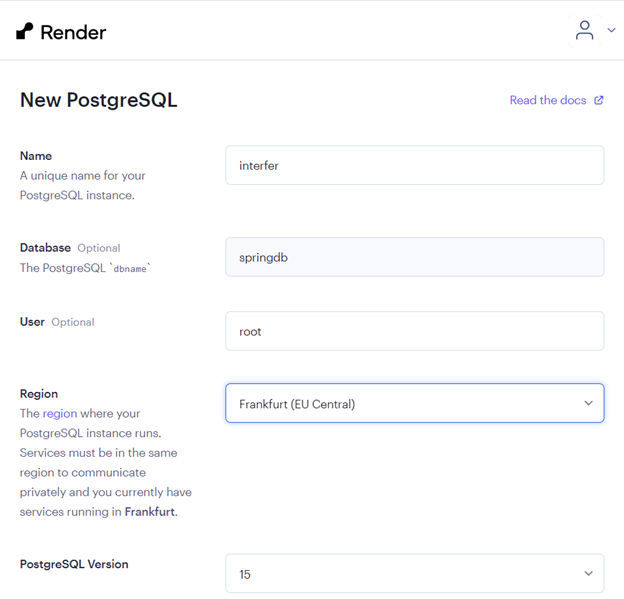 Render
New PostgreSQL
Read the docs
Name
A unique name for your
PostgreSQL instance.
interfer
Database Optional
The PostgreSQL `dbname`
springdb
User Optional
root
Region
The region where your
PostgreSQL instance runs.
Services must be in the same
region to communicate
privately and you currently have
services running in Frankfurt.
Frankfurt (EU Central)
PostgreSQL Version
15